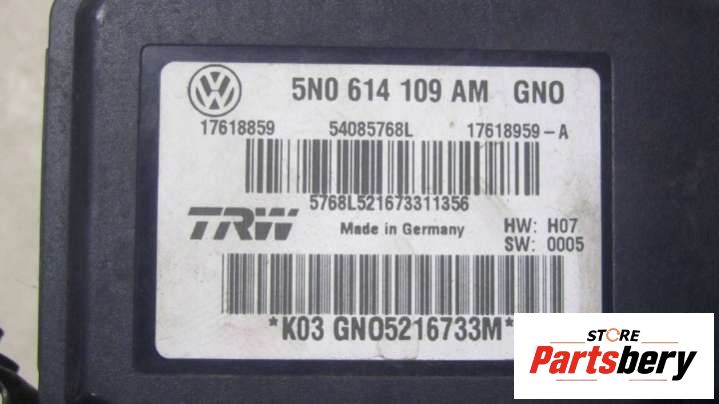 5N0 614 109 AM GNO
17618859 54085768L 17618959-A
5768L521673311356
TRW Made in Germany HW: H07
SW: 0005
*K03 GNO5216733M*
STORE
Partsbery